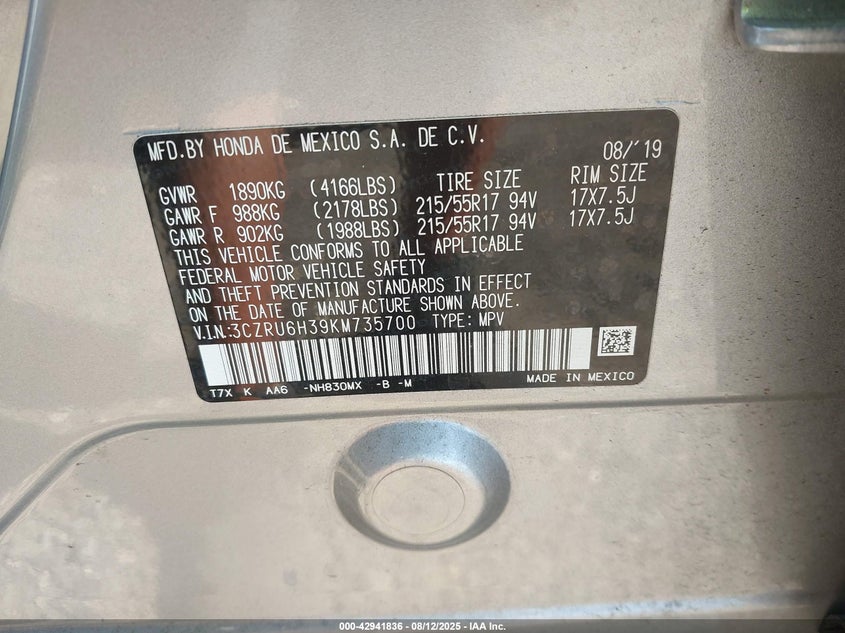 MFD.BY HONDA DE MEXICO S.A. DE C.V. 08/'19
GVWR 1890KG (4166LBS) TIRE SIZE RIM SIZE
GAWR F 988KG (2178LBS) 215/55R17 94V 17X7.5J
GAWR R 902KG (1988LBS) 215/55R17 94V 17X7.5J
THIS VEHICLE CONFORMS TO ALL APPLICABLE
FEDERAL MOTOR VEHICLE SAFETY
AND THEFT PREVENTION STANDARDS IN EFFECT
ON THE DATE OF MANUFACTURE SHOWN ABOVE.
V.I.N:3CZRU6H39KM735700 TYPE: MPV
T7X K AA6 -NH830MX -B -M MADE IN MEXICO
000-42941836 - 08/12/2025 - IAA Inc.